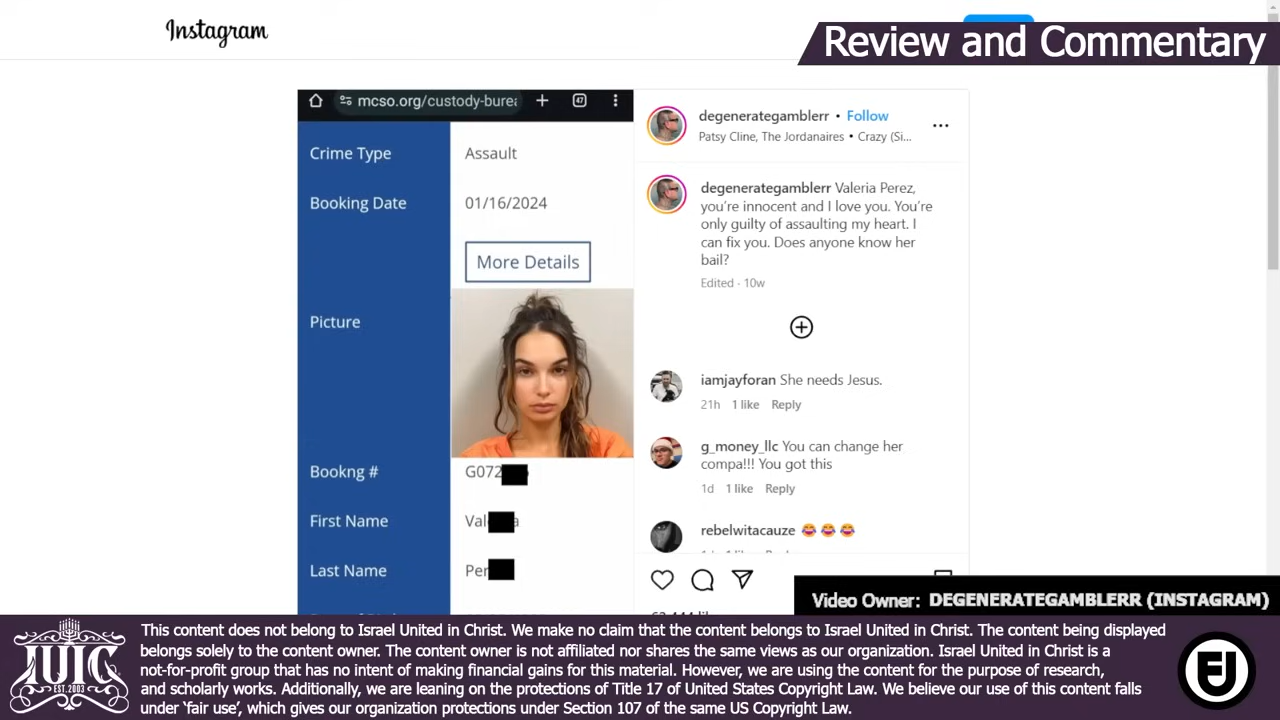 Instagram
Review and Commentary
mcso.org/custody-burea
47
Crime Type Assault
Booking Date 01/16/2024
More Details
Picture
Bookng # G072
First Name Val a
Last Name Per
degenerategamblerr • Follow
Patsy Cline, The Jordanaires • Crazy (Si...
degenerategamblerr Valeria Perez,
you're innocent and I love you. You're
only guilty of assaulting my heart. I
can fix you. Does anyone know her
bail?
Edited · 10w
iamjayforan She needs Jesus.
21h 1 like Reply
g_money_llc You can change her
compa!!! You got this
1d 1 like Reply
rebelwitacauze 😂 😂 😂
Video Owner: DEGENERATEGAMBLERR (INSTAGRAM)
IUIC
EST.2003
This content does not belong to Israel United in Christ. We make no claim that the content belongs to Israel United in Christ. The content being displayed
belongs solely to the content owner. The content owner is not affiliated nor shares the same views as our organization. Israel United in Christ is a
not-for-profit group that has no intent of making financial gains for this material. However, we are using the content for the purpose of research,
and scholarly works. Additionally, we are leaning on the protections of Title 17 of United States Copyright Law. We believe our use of this content falls
under 'fair use', which gives our organization protections under Section 107 of the same US Copyright Law.